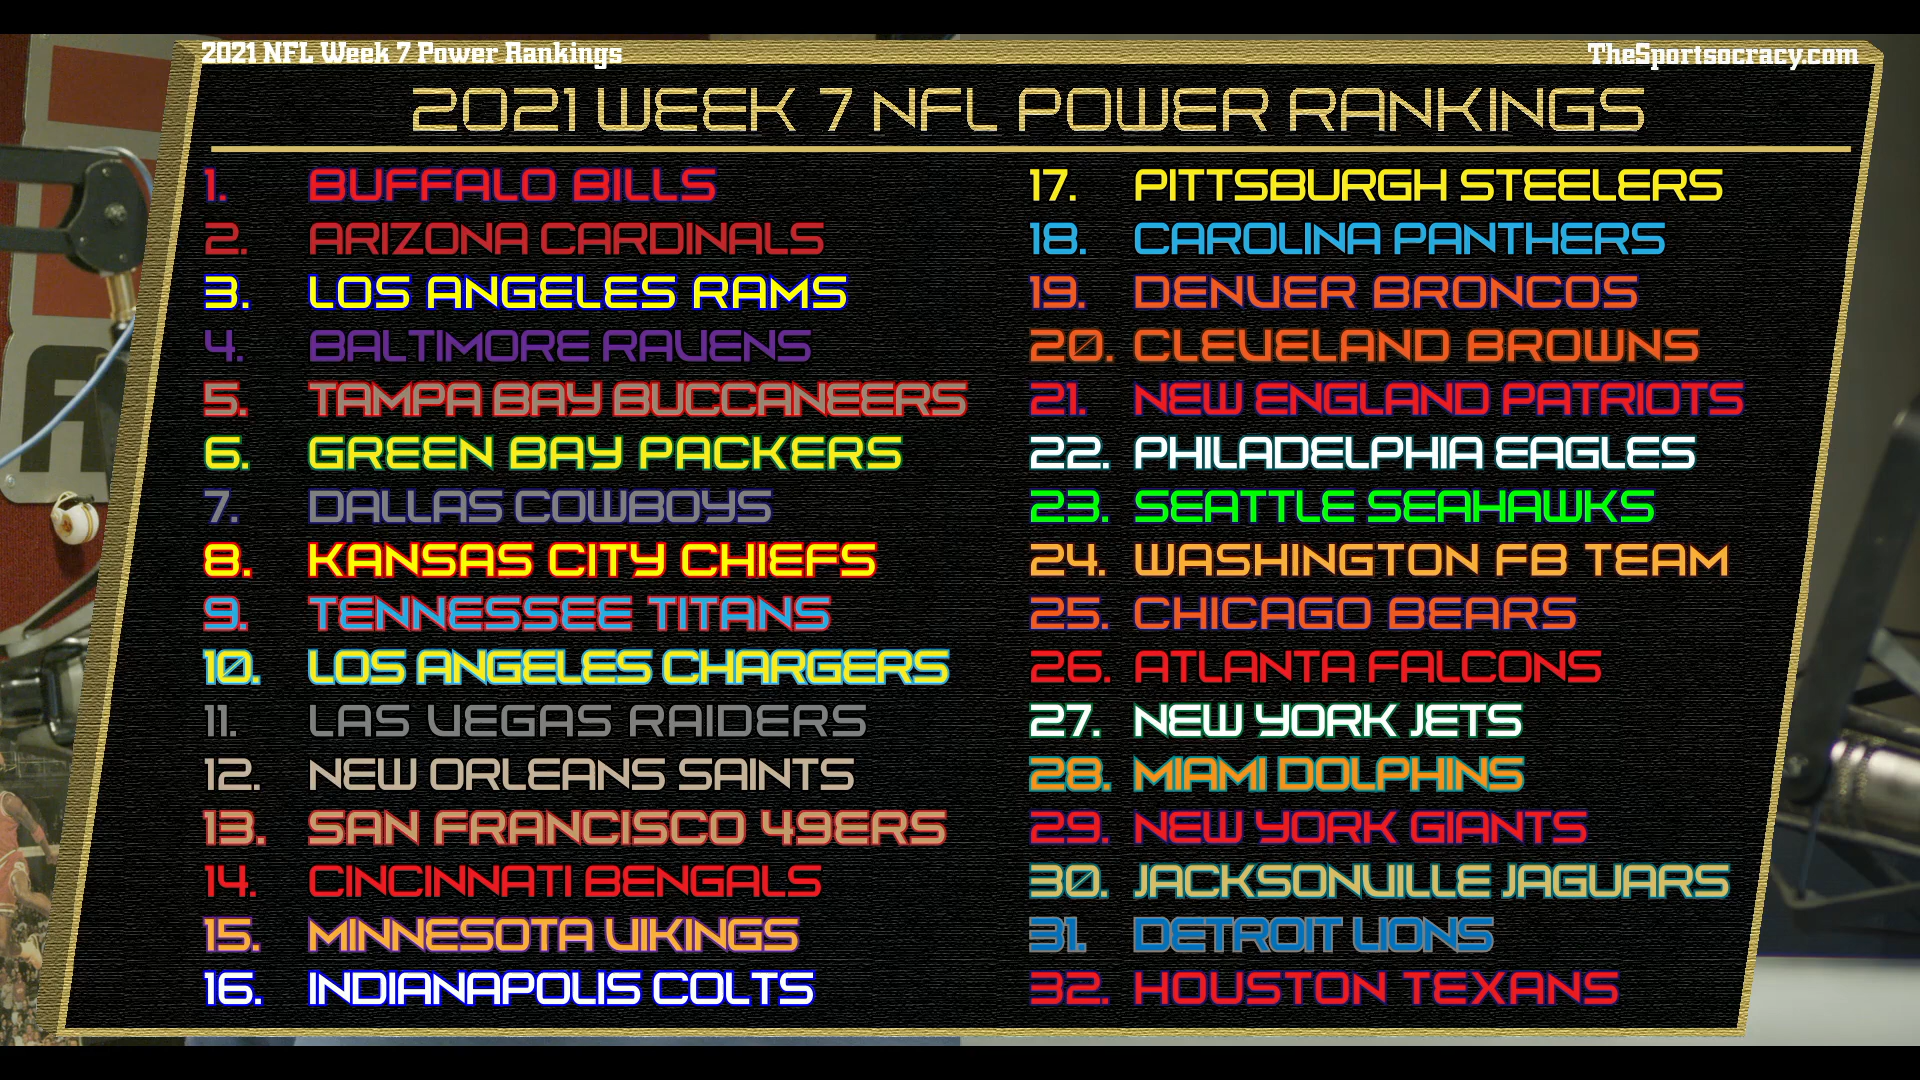 2021 NFL Week 7 Power Rankings
TheSportsocracy.com
2021 WEEK 7 NFL POWER RANKINGS
1. BUFFALO BILLS
2. ARIZONA CARDINALS
3. LOS ANGELES RAMS
4. BALTIMORE RAVENS
5. TAMPA BAY BUCCANEERS
6. GREEN BAY PACKERS
7. DALLAS COWBOYS
8. KANSAS CITY CHIEFS
9. TENNESSEE TITANS
10. LOS ANGELES CHARGERS
11. LAS VEGAS RAIDERS
12. NEW ORLEANS SAINTS
13. SAN FRANCISCO 49ERS
14. CINCINNATI BENGALS
15. MINNESOTA VIKINGS
16. INDIANAPOLIS COLTS
17. PITTSBURGH STEELERS
18. CAROLINA PANTHERS
19. DENVER BRONCOS
20. CLEVELAND BROWNS
21. NEW ENGLAND PATRIOTS
22. PHILADELPHIA EAGLES
23. SEATTLE SEAHAWKS
24. WASHINGTON FB TEAM
25. CHICAGO BEARS
26. ATLANTA FALCONS
27. NEW YORK JETS
28. MIAMI DOLPHINS
29. NEW YORK GIANTS
30. JACKSONVILLE JAGUARS
31. DETROIT LIONS
32. HOUSTON TEXANS